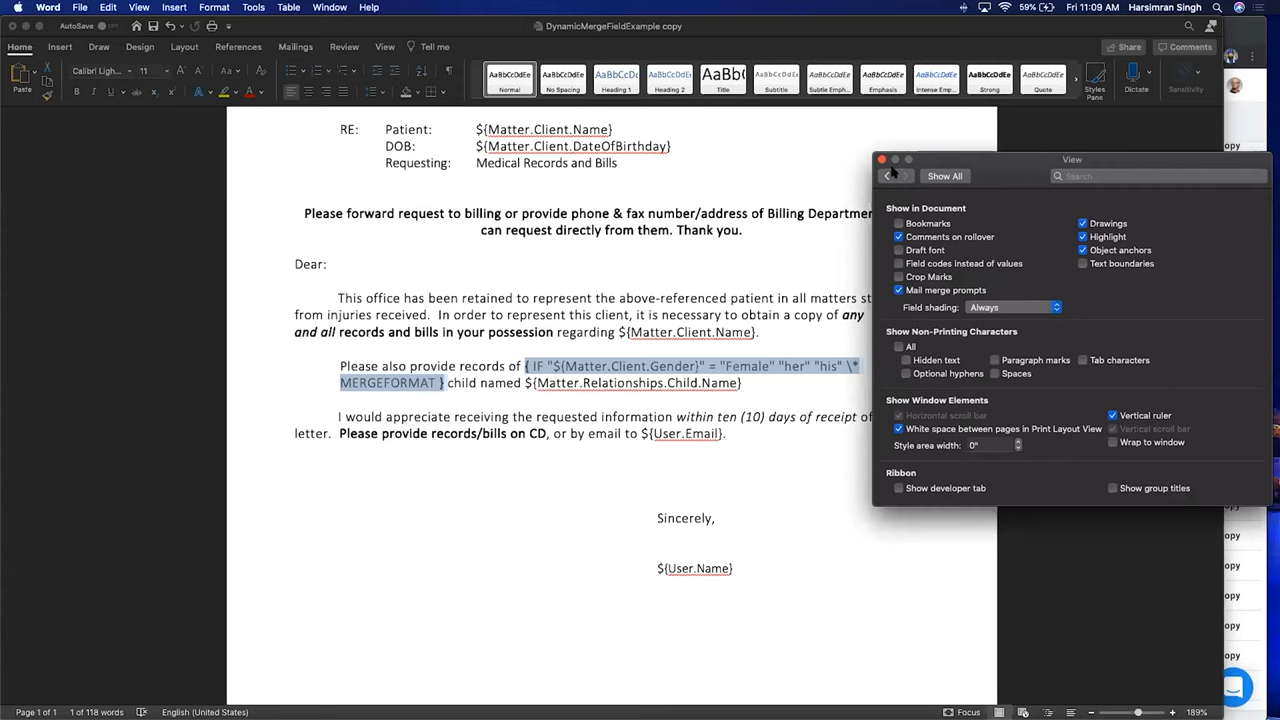 Word File Edit View Insert Format Tools Table Window Help 59% Fri 11:09 AM Harsimran Singh
AutoSave DynamicMergeFieldExample copy
Home Insert Draw Design Layout References Mailings Review View Tell me Share Comments
Paste Calibri Ligh... 11 AaBbCcDdEe AaBbCcDdEe AaBbCcDc AaBbCcDd AaBbC AaBbCcDdEe AaBbCcDdEe AaBbCcDdEe AaBbCcDdEe AaBbCcDdEe AaBbCcDdEe Styles Pane Dictate Sensitivity
Normal No Spacing Heading 1 Heading 2 Title Subtitle Subtle Emph... Emphasis Intense Emp... Strong Quote
RE: Patient: ${Matter.Client.Name}
DOB: ${Matter.Client.DateOfBirthday}
Requesting: Medical Records and Bills
Please forward request to billing or provide phone & fax number/address of Billing Departmen
can request directly from them. Thank you.
Dear:
This office has been retained to represent the above-referenced patient in all matters st
from injuries received. In order to represent this client, it is necessary to obtain a copy of any
and all records and bills in your possession regarding ${Matter.Client.Name}.
Please also provide records of { IF "${Matter.Client.Gender}" = "Female" "her" "his" \*
MERGEFORMAT } child named ${Matter.Relationships.Child.Name}
I would appreciate receiving the requested information within ten (10) days of receipt of
letter. Please provide records/bills on CD, or by email to ${User.Email}.
Sincerely,
${User.Name}
View
Show All Search
Show in Document
Bookmarks Drawings
Comments on rollover Highlight
Draft font Object anchors
Field codes instead of values Text boundaries
Crop Marks
Mail merge prompts
Field shading: Always
Show Non-Printing Characters
All
Hidden text Paragraph marks Tab characters
Optional hyphens Spaces
Show Window Elements
Horizontal scroll bar Vertical ruler
White space between pages in Print Layout View Vertical scroll bar
Style area width: 0" Wrap to window
Ribbon
Show developer tab Show group titles
opy
opy
opy
opy
opy
Page 1 of 1 1 of 118 words English (United States) Focus 189%